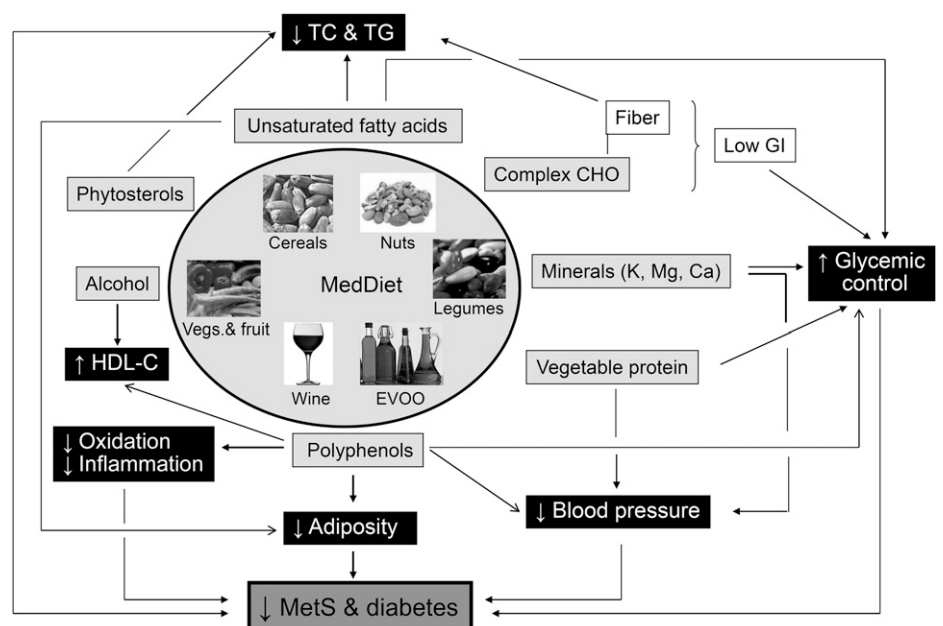 ↓ TC & TG
Unsaturated fatty acids
Fiber
Low GI
Complex CHO
Phytosterols
Cereals
Nuts
Alcohol
MedDiet
Minerals (K, Mg, Ca)
↑ Glycemic
control
Vegs.& fruit
Legumes
↑ HDL-C
Wine
EVOO
Vegetable protein
↓ Oxidation
↓ Inflammation
Polyphenols
↓ Adiposity
↓ Blood pressure
↓ MetS & diabetes